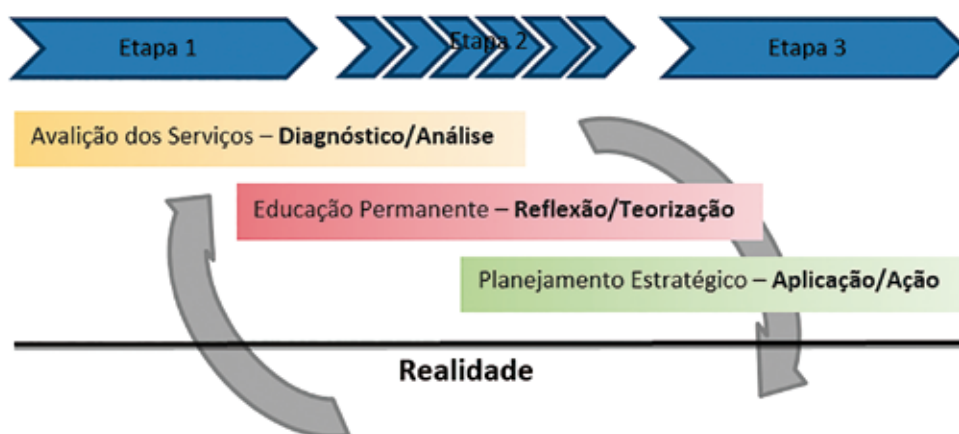 Etapa 1
Etapa 2
Etapa 3
Avalição dos Serviços – Diagnóstico/Análise
Educação Permanente – Reflexão/Teorização
Planejamento Estratégico – Aplicação/Ação
Realidade